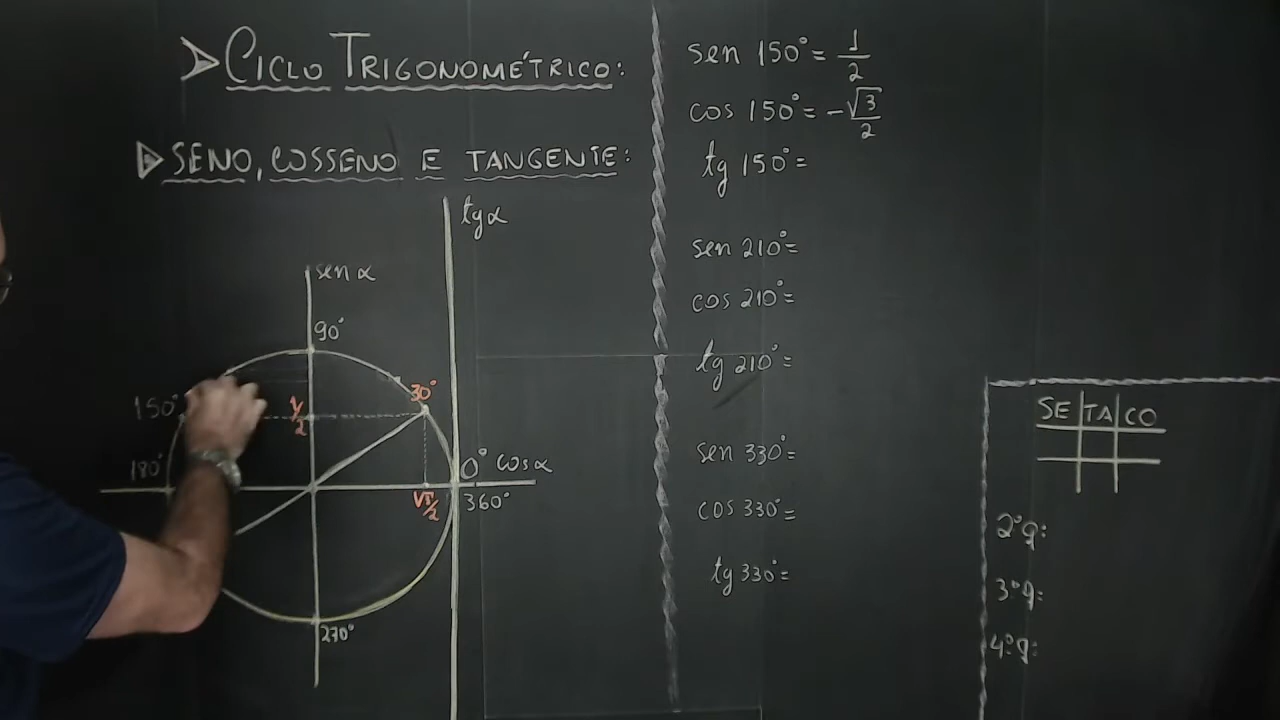 CICLO TRIGONOMÉTRICO:
SENO, COSSENO E TANGENTE:
tg α
sen α
90°
30°
150°
1/2
180°
0° cos α
√3/2
360°
270°
sen 150° = 1/2
cos 150° = -√3/2
tg 150° =
sen 210° =
cos 210° =
tg 210° =
sen 330° =
cos 330° =
tg 330° =
SE TA CO
2°q:
3°q:
4°q: